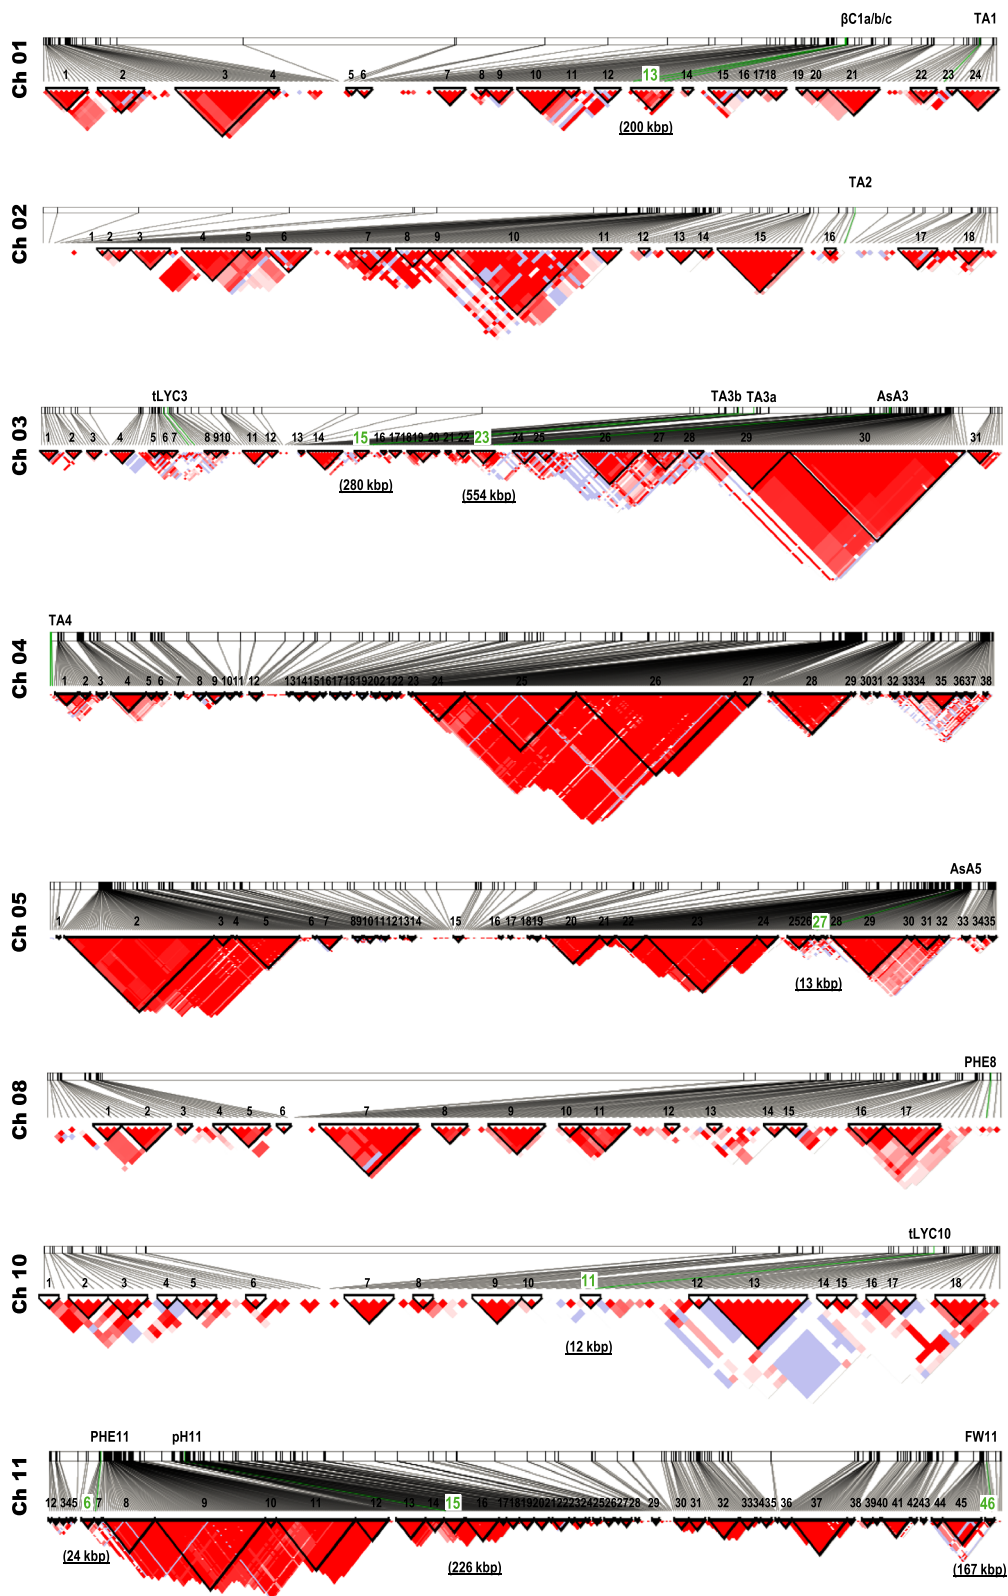 βC1a/b/c TA1
Ch 01
1 2 3 4 5 6 7 8 9 10 11 12 13 14 15 16 17 18 19 20 21 22 23 24
(200 kbp)
TA2
Ch 02
1 2 3 4 5 6 7 8 9 10 11 12 13 14 15 16 17 18
tLYC3 TA3b TA3a AsA3
Ch 03
1 2 3 4 5 6 7 8 9 10 11 12 13 14 15 16 17 18 19 20 21 22 23 24 25 26 27 28 29 30 31
(280 kbp) (554 kbp)
TA4
Ch 04
1 2 3 4 5 6 7 8 9 10 11 12 13 14 15 16 17 18 19 20 21 22 23 24 25 26 27 28 29 30 31 32 33 34 35 36 37 38
AsA5
Ch 05
1 2 3 4 5 6 7 8 9 10 11 12 13 14 15 16 17 18 19 20 21 22 23 24 25 26 27 28 29 30 31 32 33 34 35
(13 kbp)
PHE8
Ch 08
1 2 3 4 5 6 7 8 9 10 11 12 13 14 15 16 17
tLYC10
Ch 10
1 2 3 4 5 6 7 8 9 10 11 12 13 14 15 16 17 18
(12 kbp)
PHE11 pH11 FW11
Ch 11
1 2 3 4 5 6 7 8 9 10 11 12 13 14 15 16 17 18 19 20 21 22 23 24 25 26 27 28 29 30 31 32 33 34 35 36 37 38 39 40 41 42 43 44 45 46
(24 kbp) (226 kbp) (167 kbp)